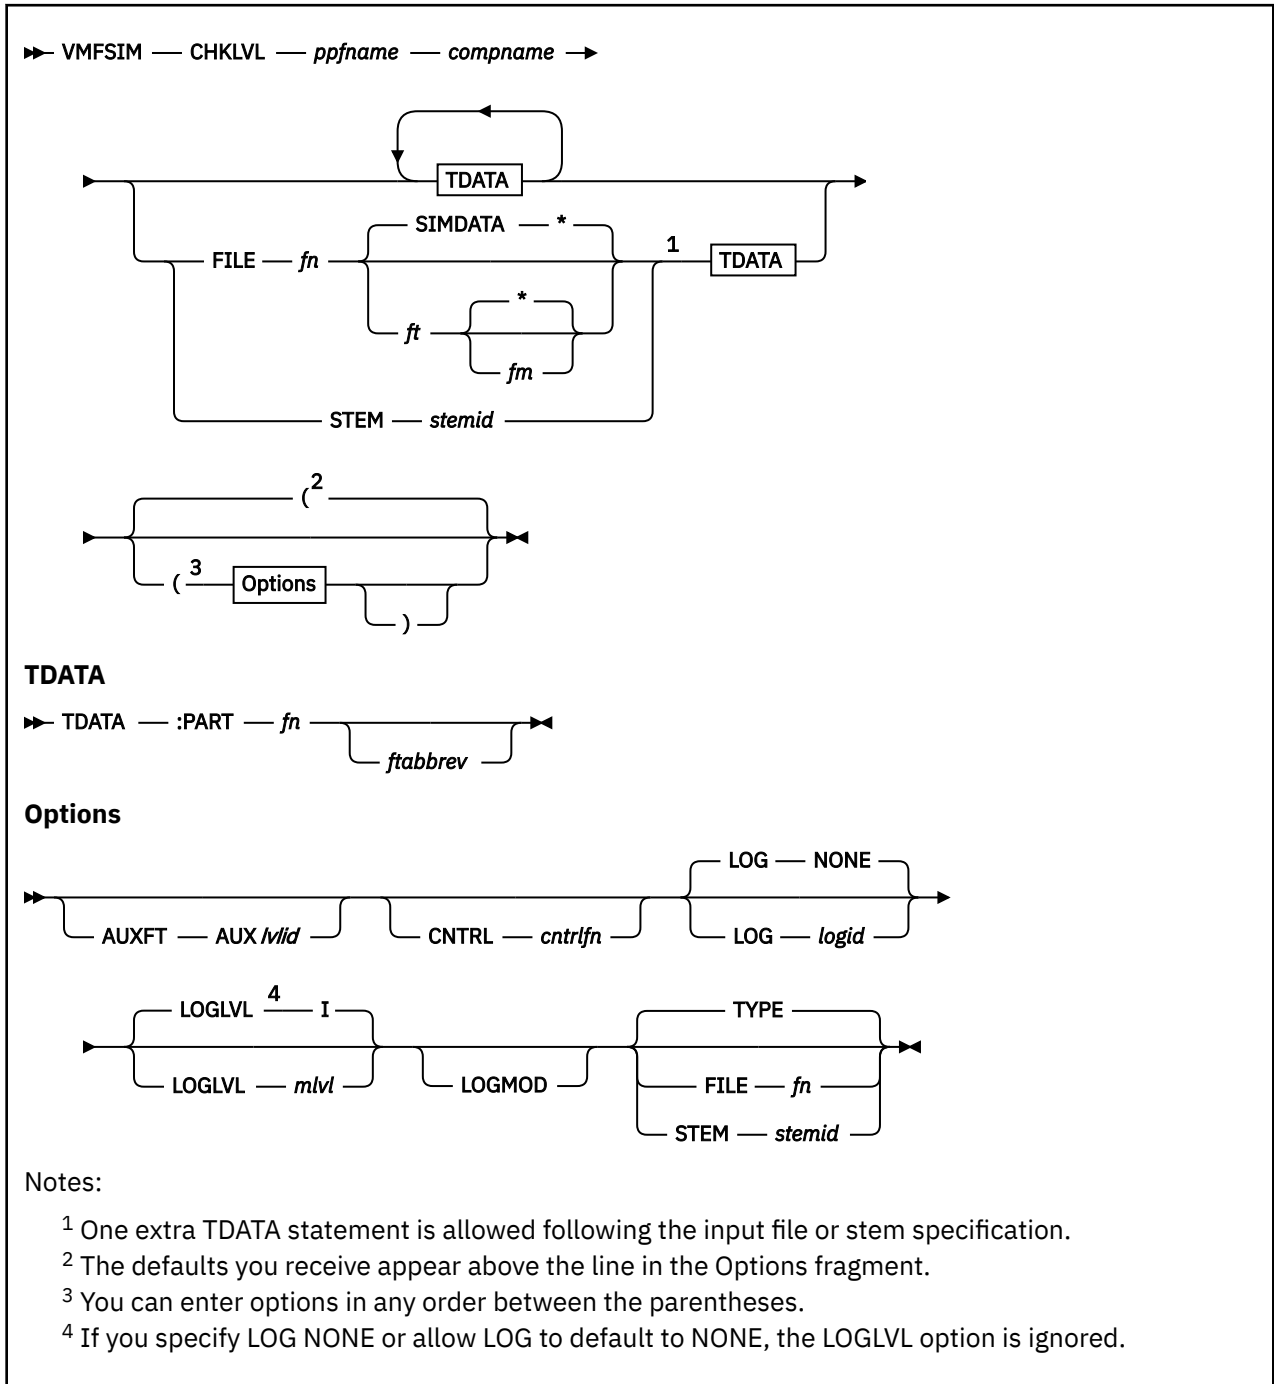 VMFSIM CHKLVL ppfname compname
TDATA
SIMDATA *
FILE fn 1 TDATA
*
ft
fm
STEM stemid
( 2
( 3 Options
)
TDATA
TDATA :PART fn
ftabbrev
Options
LOG NONE
AUXFT AUXlvlid CNTRL cntrlfn LOG logid
LOGLVL 4 I TYPE
LOGLVL mlvl LOGMOD FILE fn
STEM stemid
Notes:
1 One extra TDATA statement is allowed following the input file or stem specification.
2 The defaults you receive appear above the line in the Options fragment.
3 You can enter options in any order between the parentheses.
4 If you specify LOG NONE or allow LOG to default to NONE, the LOGLVL option is ignored.